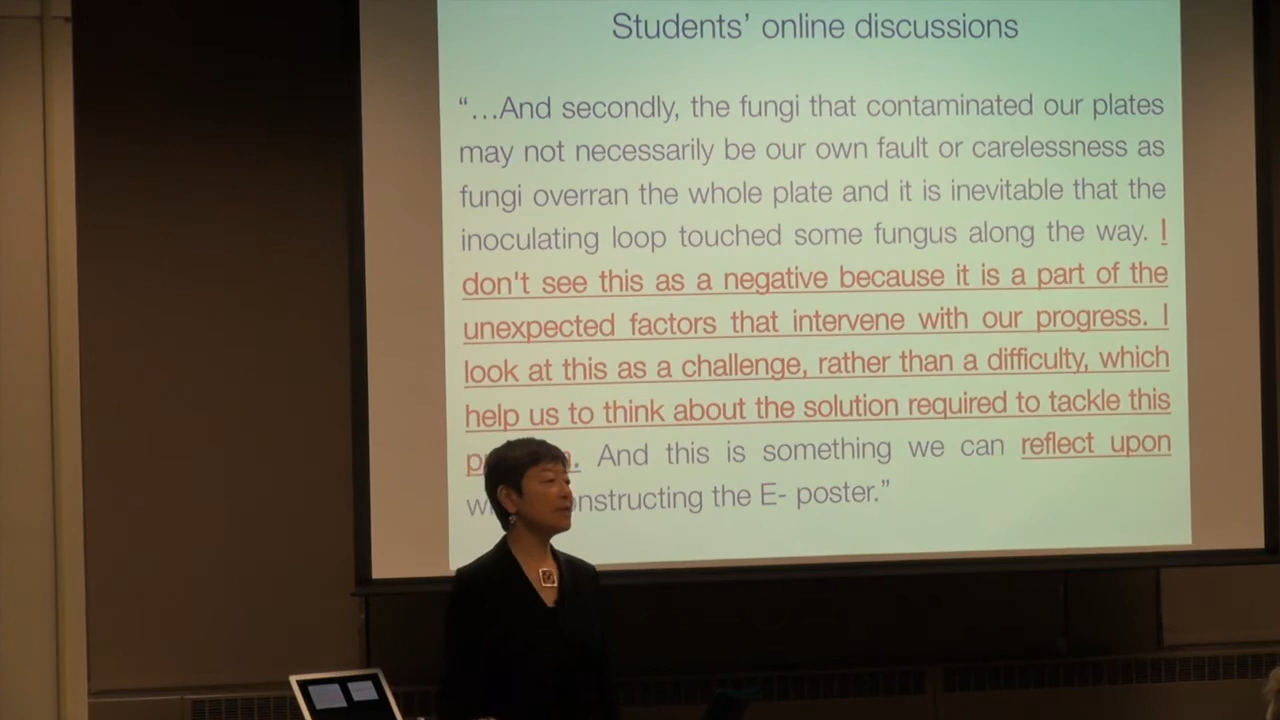 Students’ online discussions
“…And secondly, the fungi that contaminated our plates
may not necessarily be our own fault or carelessness as
fungi overran the whole plate and it is inevitable that the
inoculating loop touched some fungus along the way. I
don't see this as a negative because it is a part of the
unexpected factors that intervene with our progress. I
look at this as a challenge, rather than a difficulty, which
help us to think about the solution required to tackle this
And this is something we can reflect upon
the E- poster.”